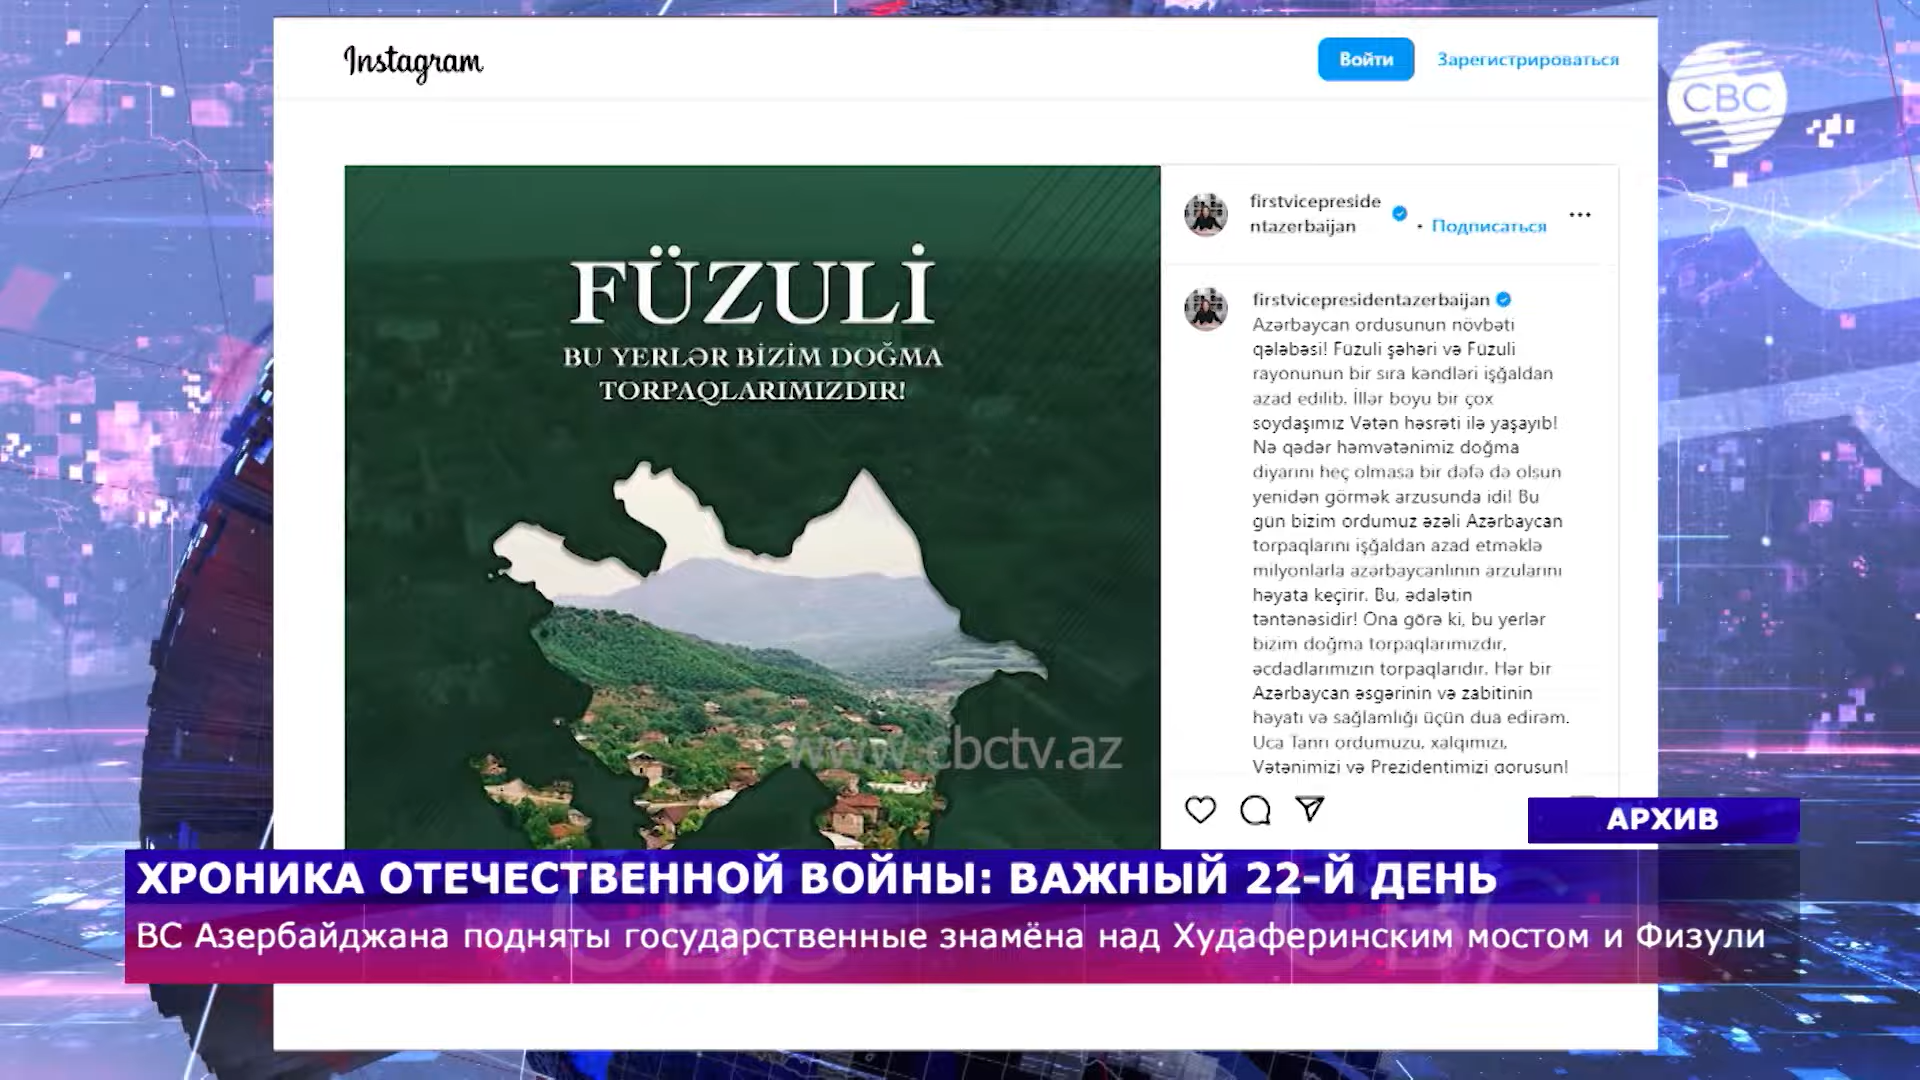 Instagram
Войти
Зарегистрироваться
CBC
FÜZULİ
BU YERLƏR BİZİM DOĞMA
TORPAQLARIMIZDIR!
firstvicepreside
ntazerbaijan
• Подписаться
firstvicepresidentazerbaijan
Azərbaycan ordusunun növbəti
qələbəsi! Füzuli şəhəri və Füzuli
rayonunun bir sıra kəndləri işğaldan
azad edilib. İllər boyu bir çox
soydaşımız Vətən həsrəti ilə yaşayıb!
Nə qədər həmvətənimiz doğma
diyarını heç olmasa bir dəfə də olsun
yenidən görmək arzusunda idi! Bu
gün bizim ordumuz əzəli Azərbaycan
torpaqlarını işğaldan azad etməklə
milyonlarla azərbaycanlının arzularını
həyata keçirir. Bu, ədalətin
təntənəsidir! Ona görə ki, bu yerlər
bizim doğma torpaqlarımızdır,
əcdadlarımızın torpaqlarıdır. Hər bir
Azərbaycan əsgərinin və zabitinin
həyatı və sağlamlığı üçün dua edirəm.
Uca Tanrı ordumuzu, xalqımızı,
Vətənimizi və Prezidentimizi qorusun!
www.cbctv.az
АРХИВ
ХРОНИКА ОТЕЧЕСТВЕННОЙ ВОЙНЫ: ВАЖНЫЙ 22-Й ДЕНЬ
ВС Азербайджана подняты государственные знамёна над Худаферинским мостом и Физули